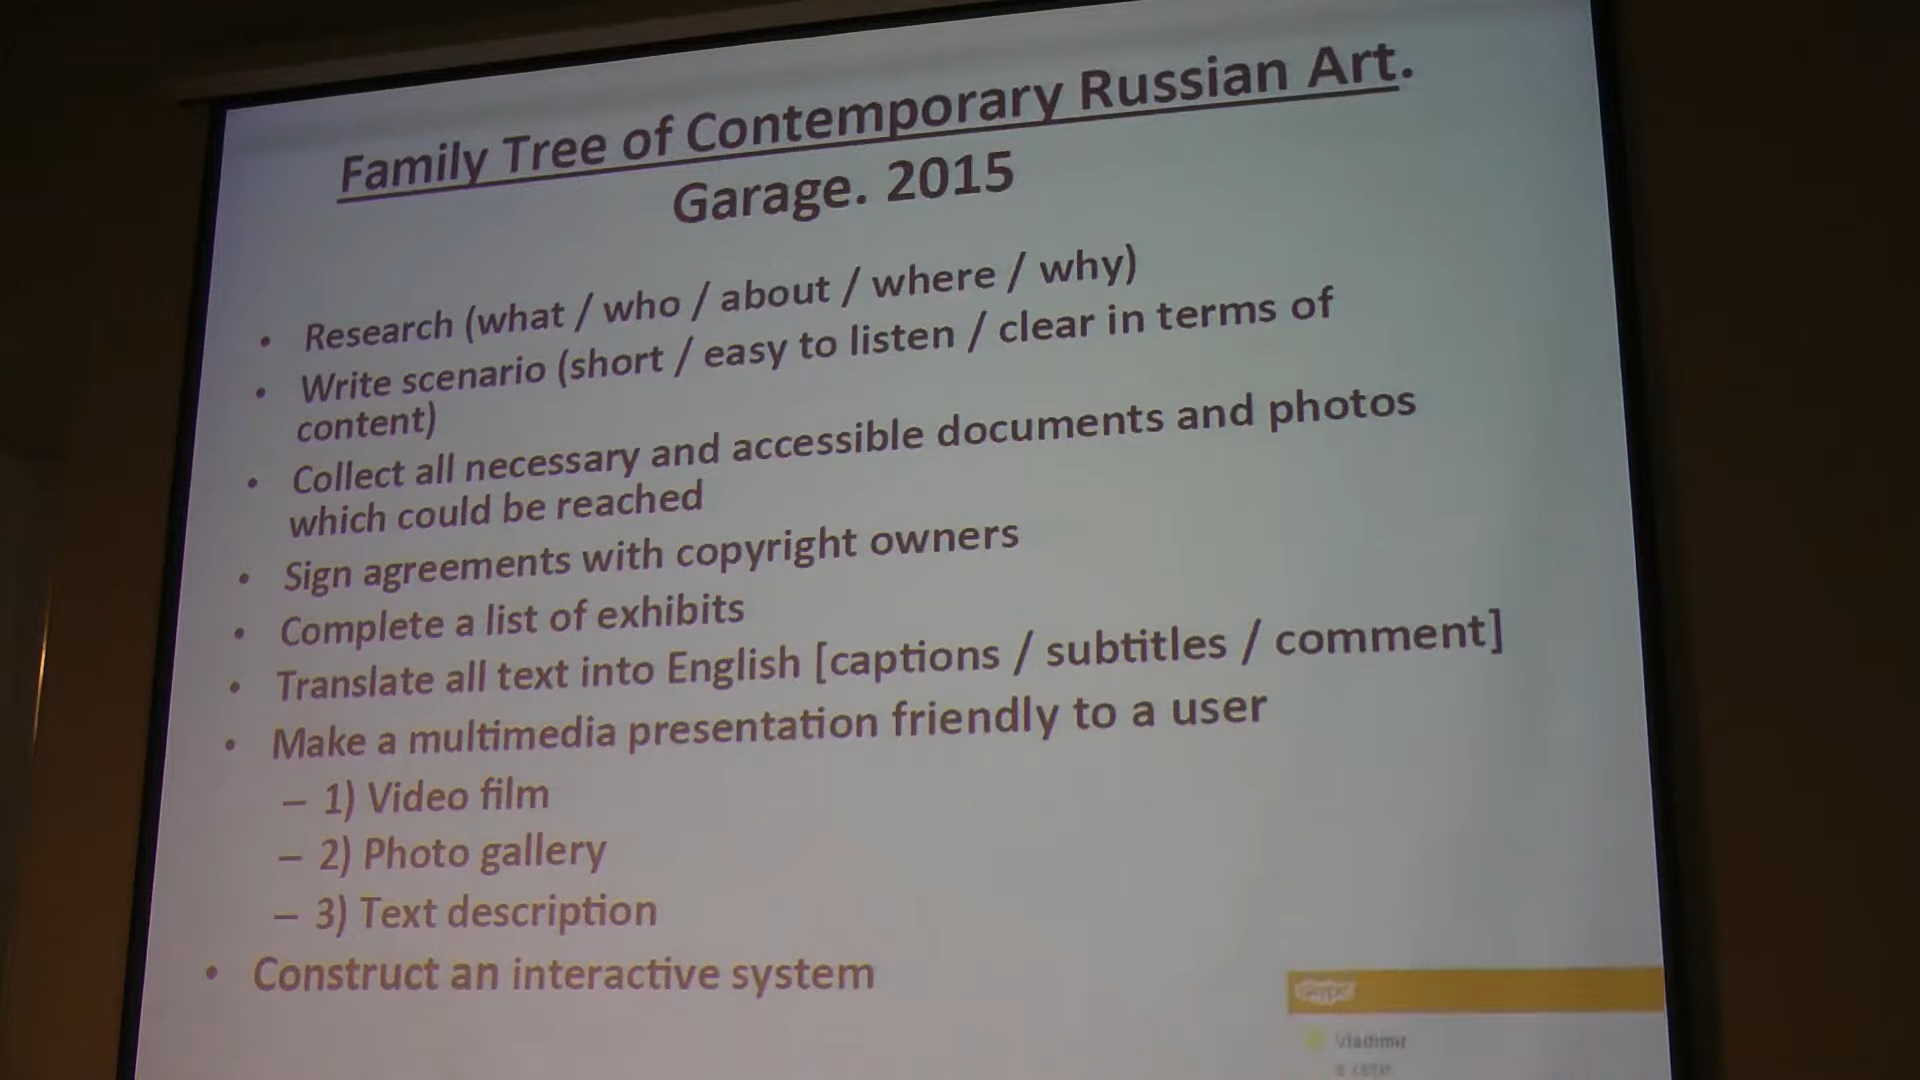 Family Tree of Contemporary Russian Art.
Garage. 2015
• Research (what / who / about / where / why)
• Write scenario (short / easy to listen / clear in terms of
content)
• Collect all necessary and accessible documents and photos
which could be reached
• Sign agreements with copyright owners
• Complete a list of exhibits
• Translate all text into English [captions / subtitles / comment]
• Make a multimedia presentation friendly to a user
– 1) Video film
– 2) Photo gallery
– 3) Text description
• Construct an interactive system
skype
Vladimir
в сети